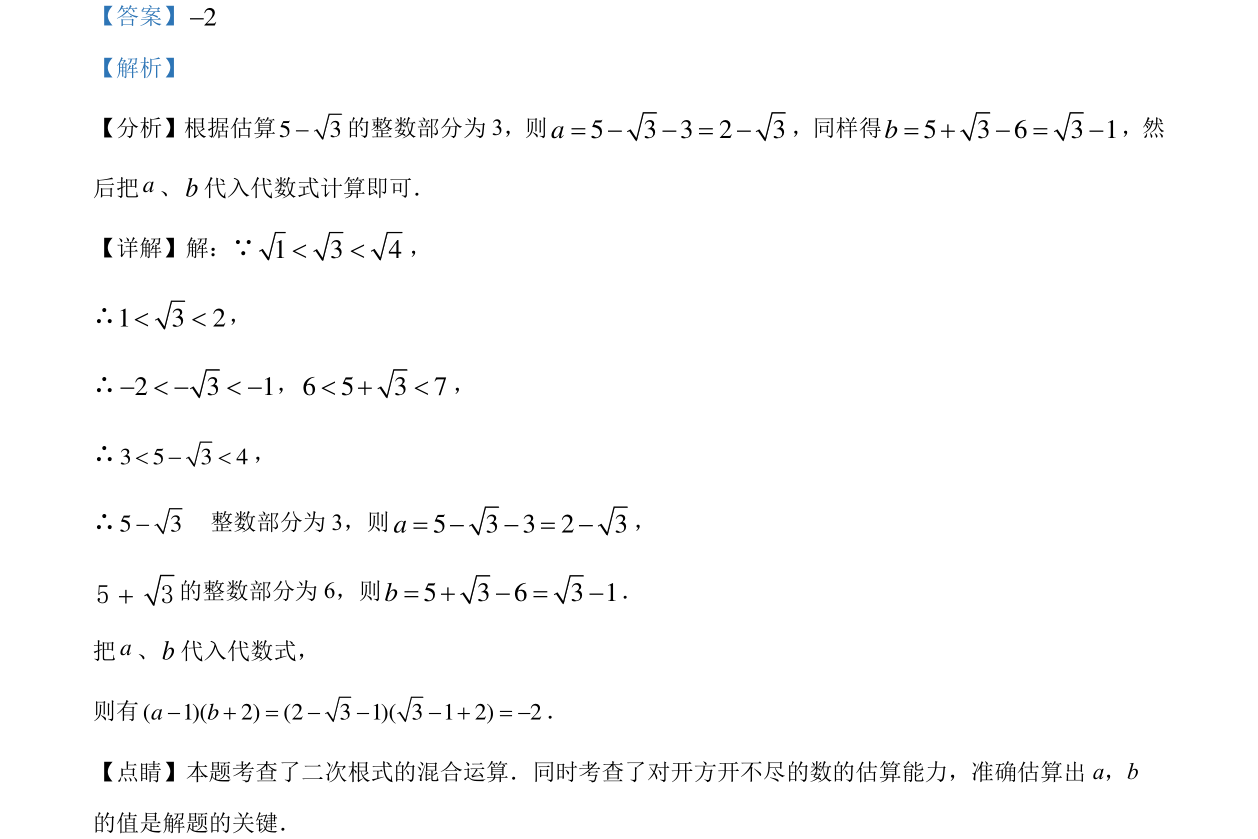 【答案】−2
【解析】
【分析】根据估算5−√3的整数部分为3，则a=5−√3−3=2−√3，同样得b=5+√3−6=√3−1，然
后把a、b代入代数式计算即可．
【详解】解：∵√1<√3<√4，
∴1<√3<2，
∴−2<−√3<−1，6<5+√3<7，
∴3<5−√3<4，
∴5−√3 整数部分为3，则a=5−√3−3=2−√3，
5+√3的整数部分为6，则b=5+√3−6=√3−1．
把a、b代入代数式，
则有(a−1)(b+2)=(2−√3−1)(√3−1+2)=−2．
【点睛】本题考查了二次根式的混合运算．同时考查了对开方开不尽的数的估算能力，准确估算出a，b
的值是解题的关键．